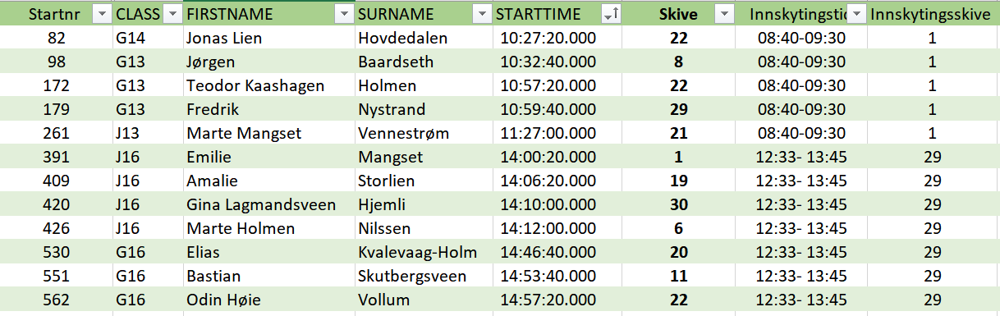 Startnr CLASS FIRSTNAME SURNAME STARTTIME Skive Innskytingstid Innskytingsskive
82 G14 Jonas Lien Hovdedalen 10:27:20.000 22 08:40-09:30 1
98 G13 Jørgen Baardseth 10:32:40.000 8 08:40-09:30 1
172 G13 Teodor Kaashagen Holmen 10:57:20.000 22 08:40-09:30 1
179 G13 Fredrik Nystrand 10:59:40.000 29 08:40-09:30 1
261 J13 Marte Mangset Vennestrøm 11:27:00.000 21 08:40-09:30 1
391 J16 Emilie Mangset 14:00:20.000 1 12:33- 13:45 29
409 J16 Amalie Storlien 14:06:20.000 19 12:33- 13:45 29
420 J16 Gina Lagmandsveen Hjemli 14:10:00.000 30 12:33- 13:45 29
426 J16 Marte Holmen Nilssen 14:12:00.000 6 12:33- 13:45 29
530 G16 Elias Kvalevaag-Holm 14:46:40.000 20 12:33- 13:45 29
551 G16 Bastian Skutbergsveen 14:53:40.000 11 12:33- 13:45 29
562 G16 Odin Høie Vollum 14:57:20.000 22 12:33- 13:45 29